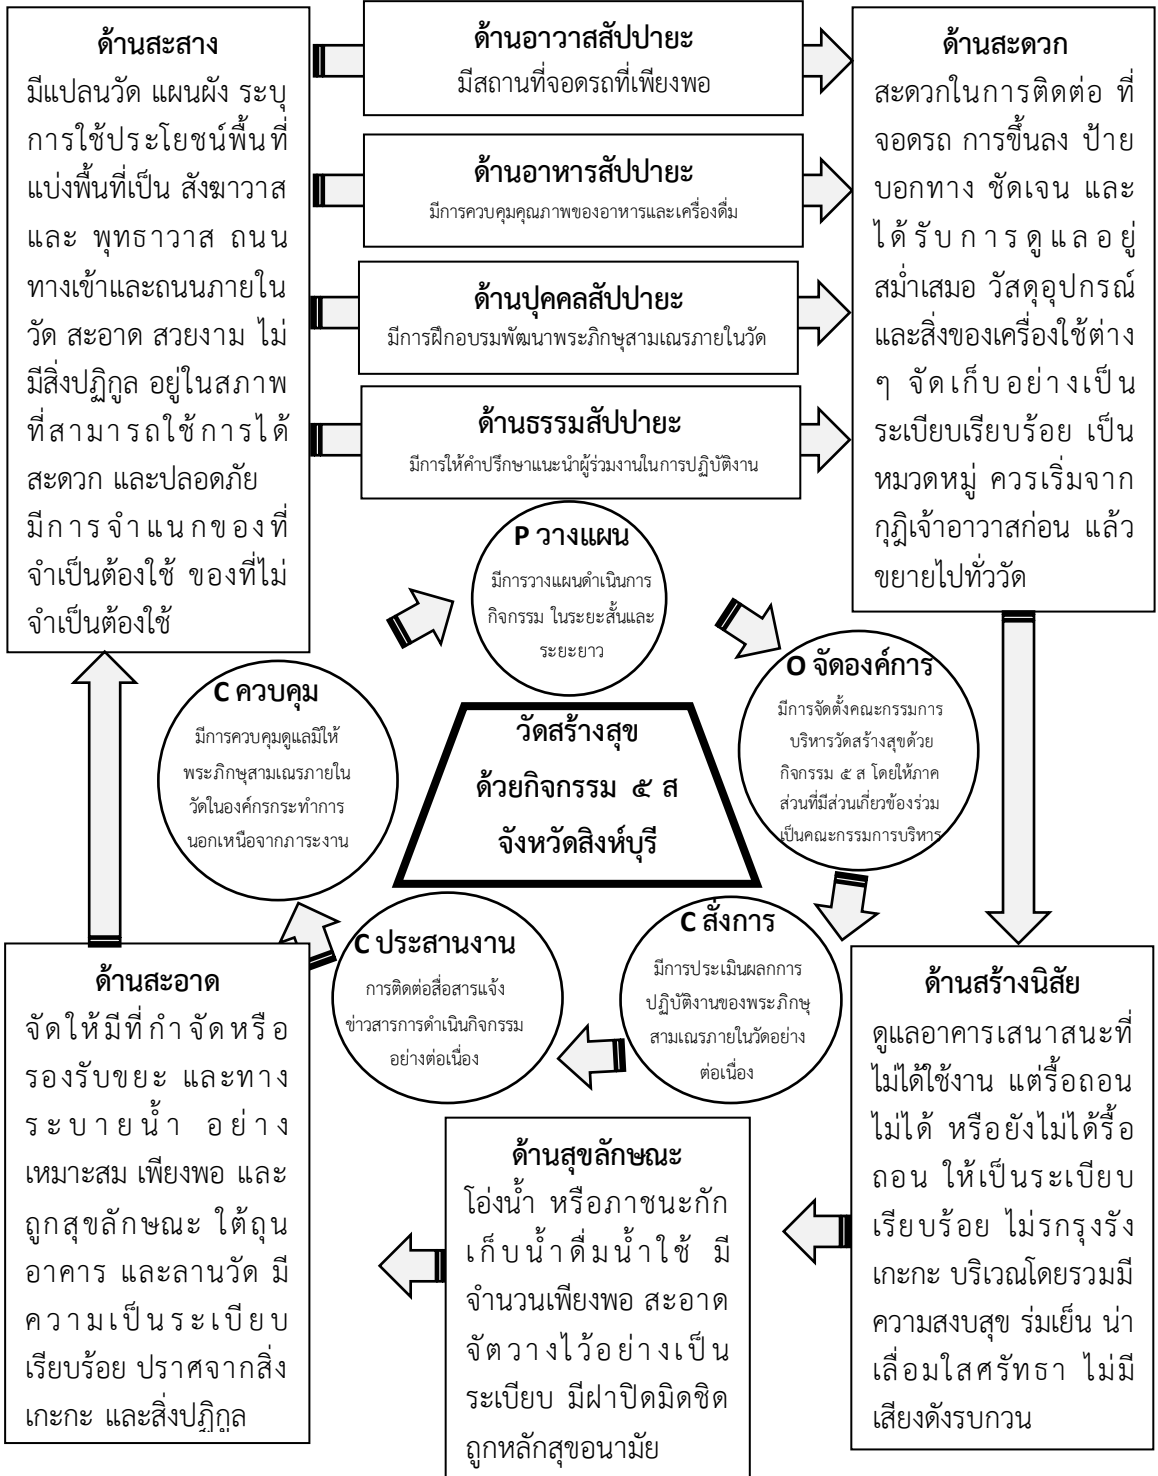 ด้านสะสาง
มีแปลนวัด แผนผัง ระบุ
การใช้ประโยชน์พื้นที่
แบ่งพื้นที่เป็น สังฆาวาส
และ พุทธาวาส ถนน
ทางเข้าและถนนภายใน
วัด สะอาด สวยงาม ไม่
มีสิ่งปฏิกูล อยู่ในสภาพ
ที่สามารถใช้การได้
สะดวก และปลอดภัย
มีการจำแนกของที่
จำเป็นต้องใช้ ของที่ไม่
จำเป็นต้องใช้
ด้านอาวาสสัปปายะ
มีสถานที่จอดรถที่เพียงพอ
ด้านอาหารสัปปายะ
มีการควบคุมคุณภาพของอาหารและเครื่องดื่ม
ด้านปุคคลสัปปายะ
มีการฝึกอบรมพัฒนาพระภิกษุสามเณรภายในวัด
ด้านธรรมสัปปายะ
มีการให้คำปรึกษาแนะนำผู้ร่วมงานในการปฏิบัติงาน
ด้านสะดวก
สะดวกในการติดต่อ ที่
จอดรถ การขึ้นลง ป้าย
บอกทาง ชัดเจน และ
ได้รับการดูแลอยู่
สม่ำเสมอ วัสดุอุปกรณ์
และสิ่งของเครื่องใช้ต่าง
ๆ จัดเก็บอย่างเป็น
ระเบียบเรียบร้อย เป็น
หมวดหมู่ ควรเริ่มจาก
กุฎิเจ้าอาวาสก่อน แล้ว
ขยายไปทั่ววัด
P วางแผน
มีการวางแผนดำเนินการ
กิจกรรม ในระยะสั้นและ
ระยะยาว
O จัดองค์การ
มีการจัดตั้งคณะกรรมการ
บริหารวัดสร้างสุขด้วย
กิจกรรม ๕ ส โดยให้ภาค
ส่วนที่มีส่วนเกี่ยวข้องร่วม
เป็นคณะกรรมการบริหาร
C ควบคุม
มีการควบคุมดูแลมิให้
พระภิกษุสามเณรภายใน
วัดในองค์กรกระทำการ
นอกเหนือจากภาระงาน
วัดสร้างสุข
ด้วยกิจกรรม ๕ ส
จังหวัดสิงห์บุรี
C สั่งการ
มีการประเมินผลการ
ปฏิบัติงานของพระภิกษุ
สามเณรภายในวัดอย่าง
ต่อเนื่อง
C ประสานงาน
การติดต่อสื่อสารแจ้ง
ข่าวสารการดำเนินกิจกรรม
อย่างต่อเนื่อง
ด้านสะอาด
จัดให้มีที่กำจัดหรือ
รองรับขยะ และทาง
ระบายน้ำ อย่าง
เหมาะสม เพียงพอ และ
ถูกสุขลักษณะ ใต้ถุน
อาคาร และลานวัด มี
ความเป็นระเบียบ
เรียบร้อย ปราศจากสิ่ง
เกะกะ และสิ่งปฏิกูล
ด้านสุขลักษณะ
โอ่งน้ำ หรือภาชนะกัก
เก็บน้ำดื่มน้ำใช้ มี
จำนวนเพียงพอ สะอาด
จัตวางไว้อย่างเป็น
ระเบียบ มีฝาปิดมิดชิด
ถูกหลักสุขอนามัย
ด้านสร้างนิสัย
ดูแลอาคารเสนาสนะที่
ไม่ได้ใช้งาน แต่รื้อถอน
ไม่ได้ หรือยังไม่ได้รื้อ
ถอน ให้เป็นระเบียบ
เรียบร้อย ไม่รกรุงรัง
เกะกะ บริเวณโดยรวมมี
ความสงบสุข ร่มเย็น น่า
เลื่อมใสศรัทธา ไม่มี
เสียงดังรบกวน